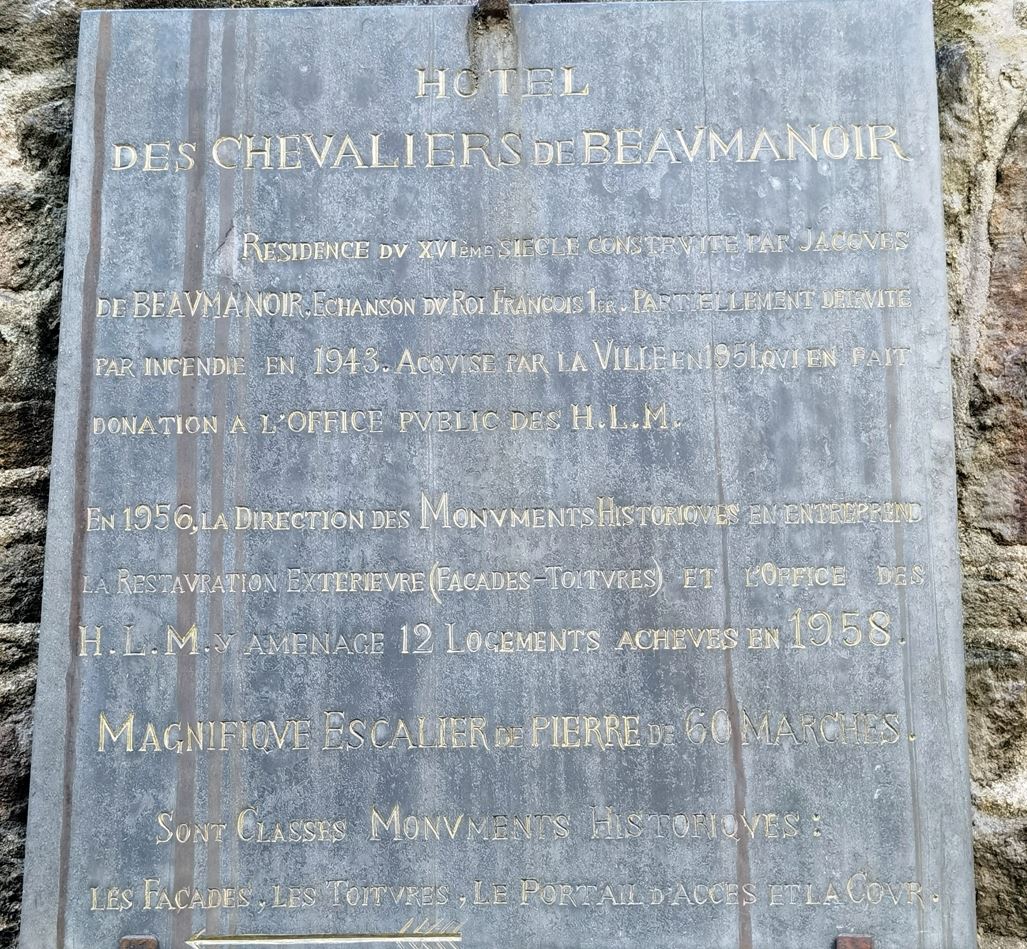 HOTEL
DES CHEVALIERS DE BEAVMANOIR
RESIDENCE DV XVIÈME SIECLE CONSTRVITE PAR JACQVES
DE BEAVMANOIR, ECHANSON DV ROI FRANCOIS 1ER. PARTIELLEMENT DETRVITE
PAR INCENDIE EN 1943. ACQVISE PAR LA VILLE EN 1951, QVI EN FAIT
DONATION A L'OFFICE PVBLIC DES H.L.M.
EN 1956, LA DIRECTION DES MONVMENTS HISTORIQVES EN ENTREPREND
LA RESTAVRATION EXTERIEVRE (FACADES-TOITVRES) ET L'OFFICE DES
H.L.M. Y AMENAGE 12 LOGEMENTS ACHEVES EN 1958.
MAGNIFIQVE ESCALIER DE PIERRE DE 60 MARCHES.
SONT CLASSES MONVMENTS HISTORIQVES :
LES FAÇADES, LES TOITVRES, LE PORTAIL D'ACCES ET LA COVR.